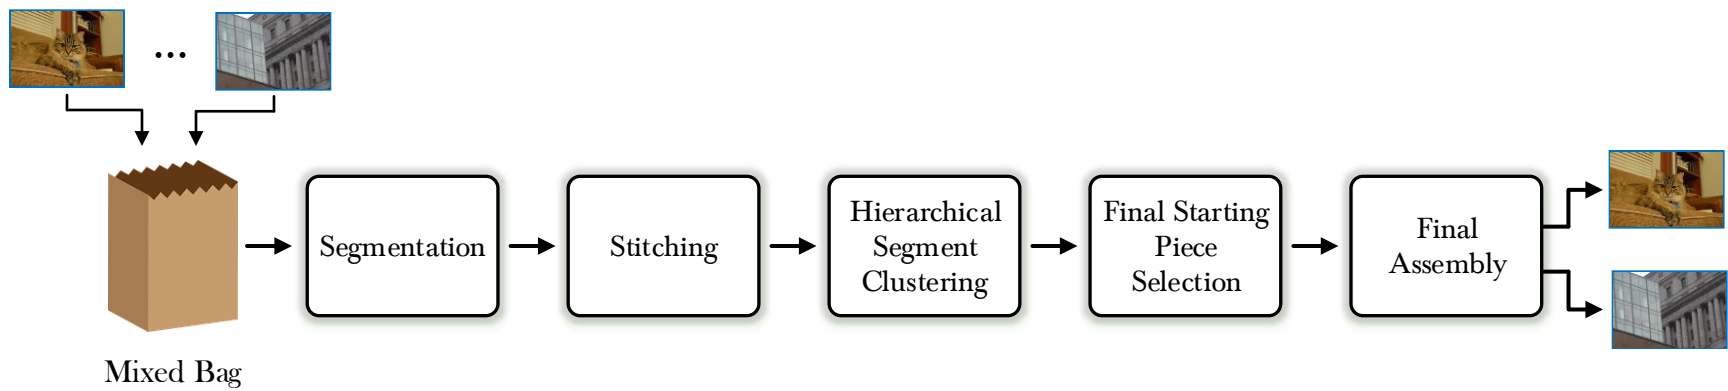 ...
Mixed Bag
Segmentation
Stitching
Hierarchical
Segment
Clustering
Final Starting
Piece
Selection
Final
Assembly